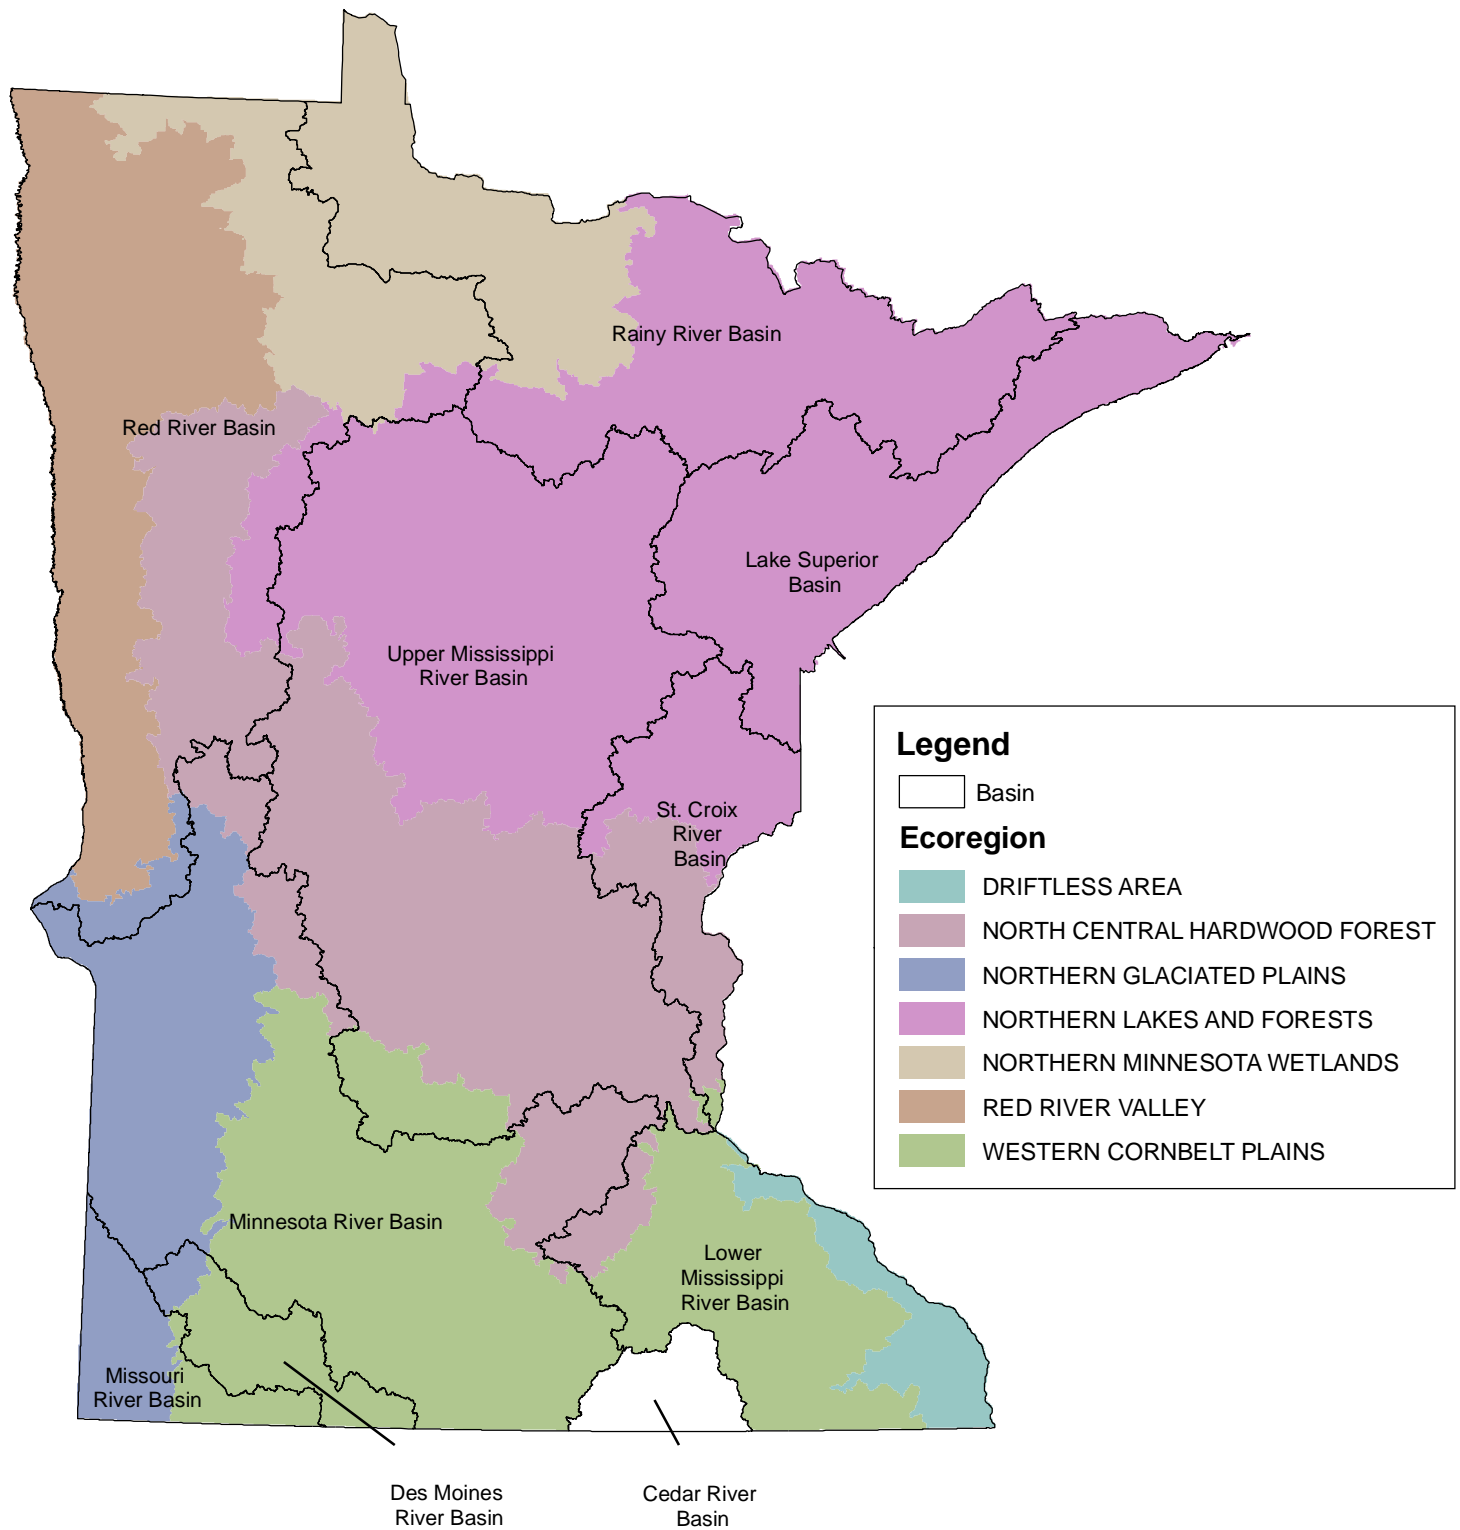 Rainy River Basin
Red River Basin
Lake Superior
Basin
Upper Mississippi
River Basin
St. Croix
River
Basin
Minnesota River Basin
Lower
Mississippi
River Basin
Missouri
River Basin
Des Moines
River Basin
Cedar River
Basin
Legend
Basin
Ecoregion
DRIFTLESS AREA
NORTH CENTRAL HARDWOOD FOREST
NORTHERN GLACIATED PLAINS
NORTHERN LAKES AND FORESTS
NORTHERN MINNESOTA WETLANDS
RED RIVER VALLEY
WESTERN CORNBELT PLAINS